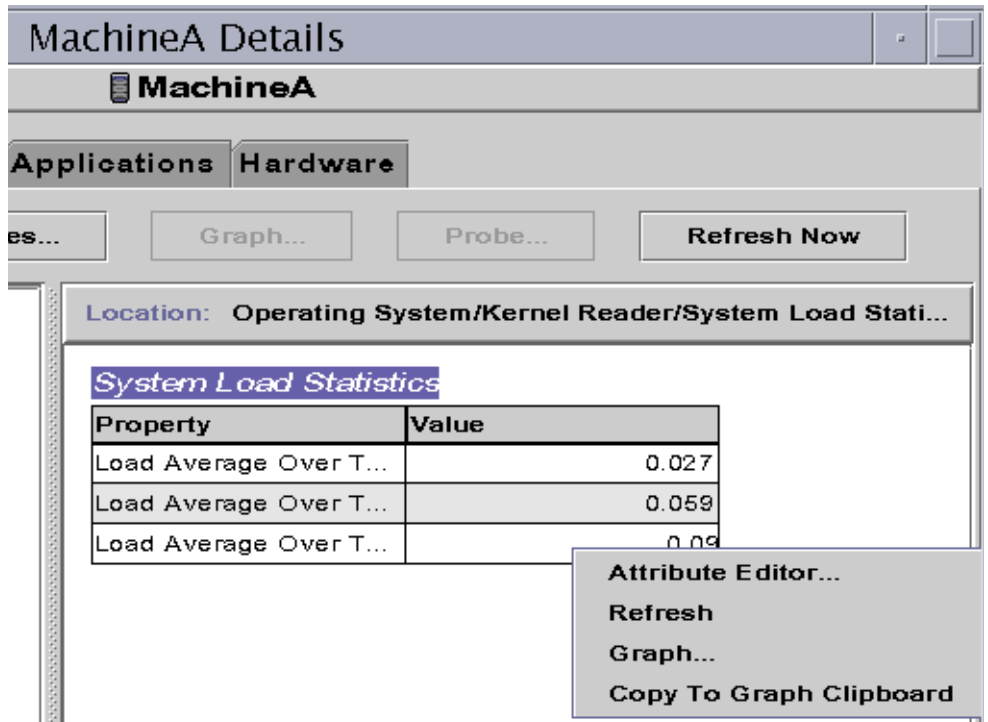 MachineA Details
MachineA
Applications Hardware
es... Graph... Probe... Refresh Now
Location: Operating System/Kernel Reader/System Load Stati...
System Load Statistics
Property Value
Load Average Over T... 0.027
Load Average Over T... 0.059
Load Average Over T... 0.09
Attribute Editor...
Refresh
Graph...
Copy To Graph Clipboard